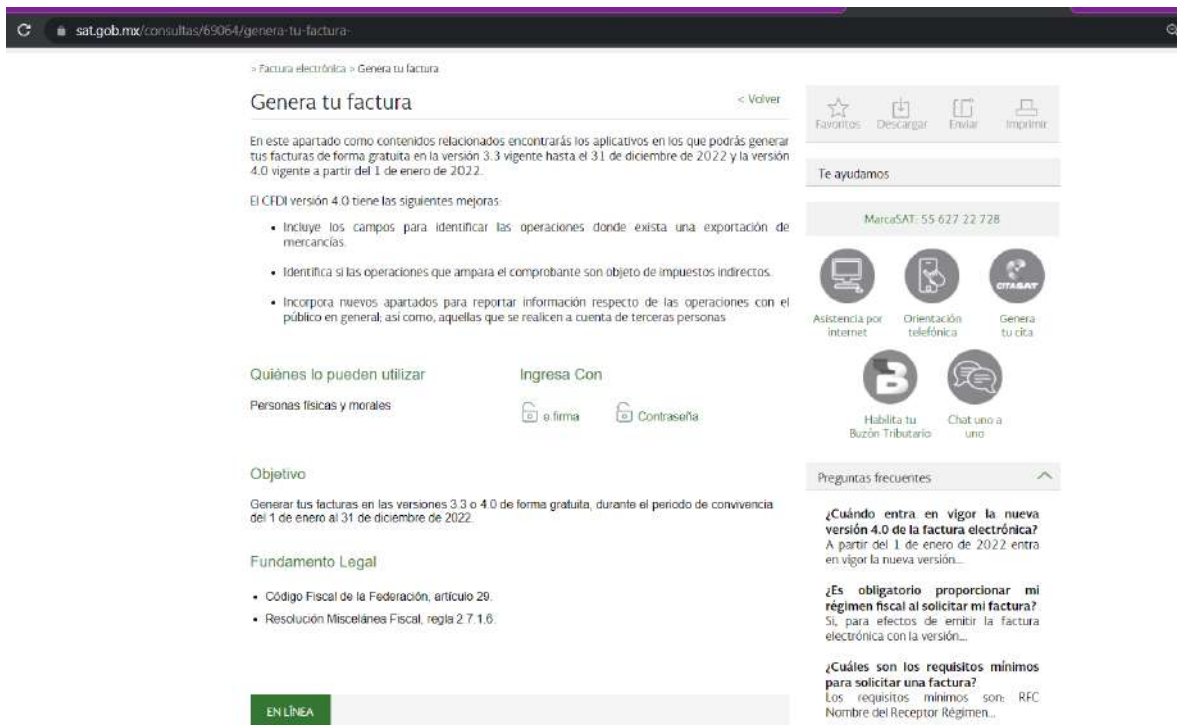 sat.gob.mx/consultas/69064/genera-tu-factura-
> Factura electrónica > Genera tu factura
Genera tu factura
< Volver
En este apartado como contenidos relacionados encontrarás los aplicativos en los que podrás generar
tus facturas de forma gratuita en la versión 3.3 vigente hasta el 31 de diciembre de 2022 y la versión
4.0 vigente a partir del 1 de enero de 2022.
El CFDI versión 4.0 tiene las siguientes mejoras:
• Incluye los campos para identificar las operaciones donde exista una exportación de
mercancías.
• Identifica si las operaciones que ampara el comprobante son objeto de impuestos indirectos.
• Incorpora nuevos apartados para reportar información respecto de las operaciones con el
público en general; así como, aquellas que se realicen a cuenta de terceras personas
Quiénes lo pueden utilizar
Personas físicas y morales
Ingresa Con
e.firma
Contraseña
Objetivo
Generar tus facturas en las versiones 3.3 o 4.0 de forma gratuita, durante el periodo de convivencia
del 1 de enero al 31 de diciembre de 2022.
Fundamento Legal
• Código Fiscal de la Federación, artículo 29.
• Resolución Miscelánea Fiscal, regla 2.7.1.6.
EN LÍNEA
Favoritos
Descargar
Enviar
Imprimir
Te ayudamos
MarcaSAT: 55 627 22 728
CITASAT
Asistencia por
internet
Orientación
telefónica
Genera
tu cita
B
Habilita tu
Buzón Tributario
Chat uno a
uno
Preguntas frecuentes
¿Cuándo entra en vigor la nueva
versión 4.0 de la factura electrónica?
A partir del 1 de enero de 2022 entra
en vigor la nueva versión...
¿Es obligatorio proporcionar mi
régimen fiscal al solicitar mi factura?
Si, para efectos de emitir la factura
electrónica con la versión...
¿Cuáles son los requisitos mínimos
para solicitar una factura?
Los requisitos mínimos son: RFC
Nombre del Receptor Régimen...